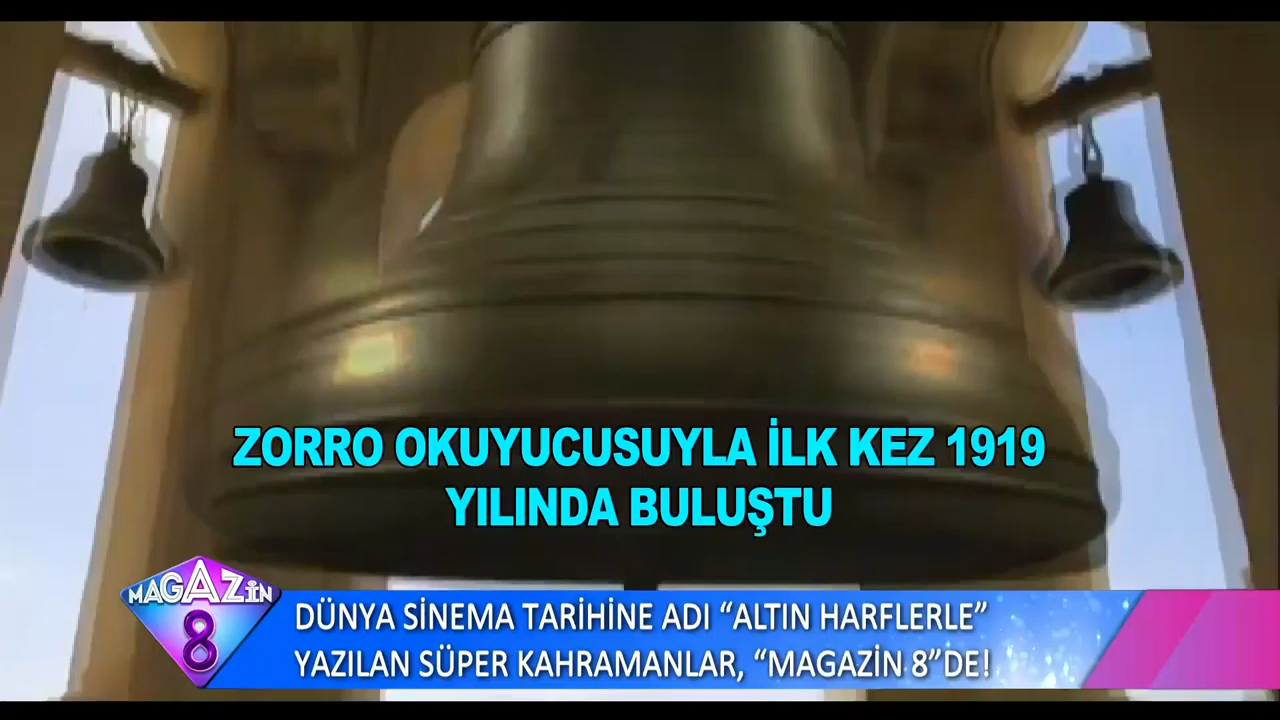 ZORRO OKUYUCUSUYLA İLK KEZ 1919
YILINDA BULUŞTU
MAGAZİN
8
DÜNYA SİNEMA TARİHİNE ADI “ALTIN HARFLERLE”
YAZILAN SÜPER KAHRAMANLAR, “MAGAZİN 8”DE!